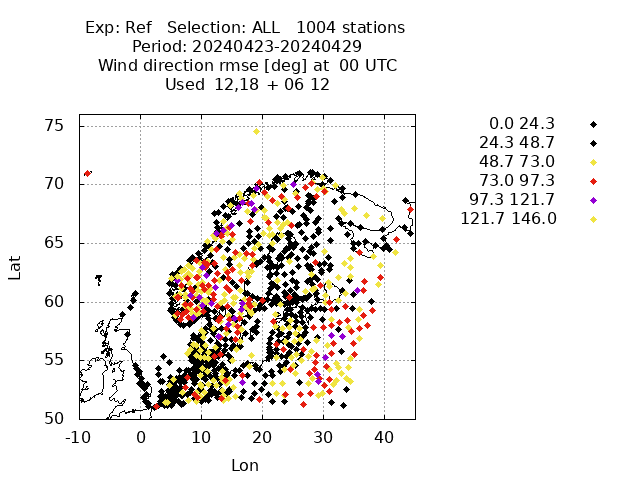 Exp: Ref   Selection: ALL   1004 stations
Period: 20240423-20240429
Wind direction rmse [deg] at  00 UTC
Used  12,18 + 06 12
0.0 24.3
24.3 48.7
48.7 73.0
73.0 97.3
97.3 121.7
121.7 146.0
75
70
65
60
55
50
Lat
-10 0 10 20 30 40
Lon